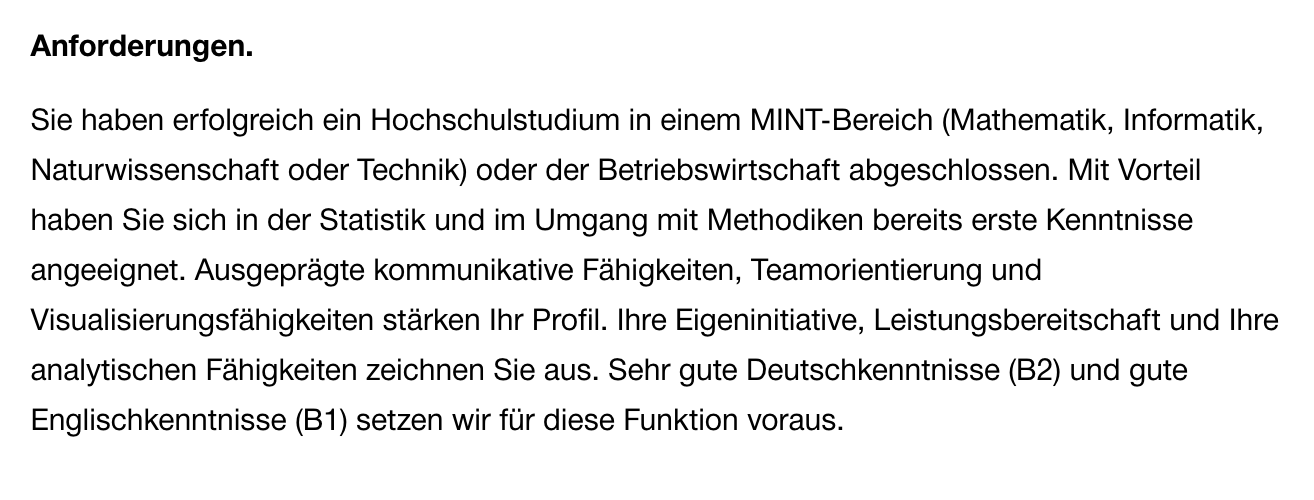 Anforderungen.
Sie haben erfolgreich ein Hochschulstudium in einem MINT-Bereich (Mathematik, Informatik,
Naturwissenschaft oder Technik) oder der Betriebswirtschaft abgeschlossen. Mit Vorteil
haben Sie sich in der Statistik und im Umgang mit Methodiken bereits erste Kenntnisse
angeeignet. Ausgeprägte kommunikative Fähigkeiten, Teamorientierung und
Visualisierungsfähigkeiten stärken Ihr Profil. Ihre Eigeninitiative, Leistungsbereitschaft und Ihre
analytischen Fähigkeiten zeichnen Sie aus. Sehr gute Deutschkenntnisse (B2) und gute
Englischkenntnisse (B1) setzen wir für diese Funktion voraus.